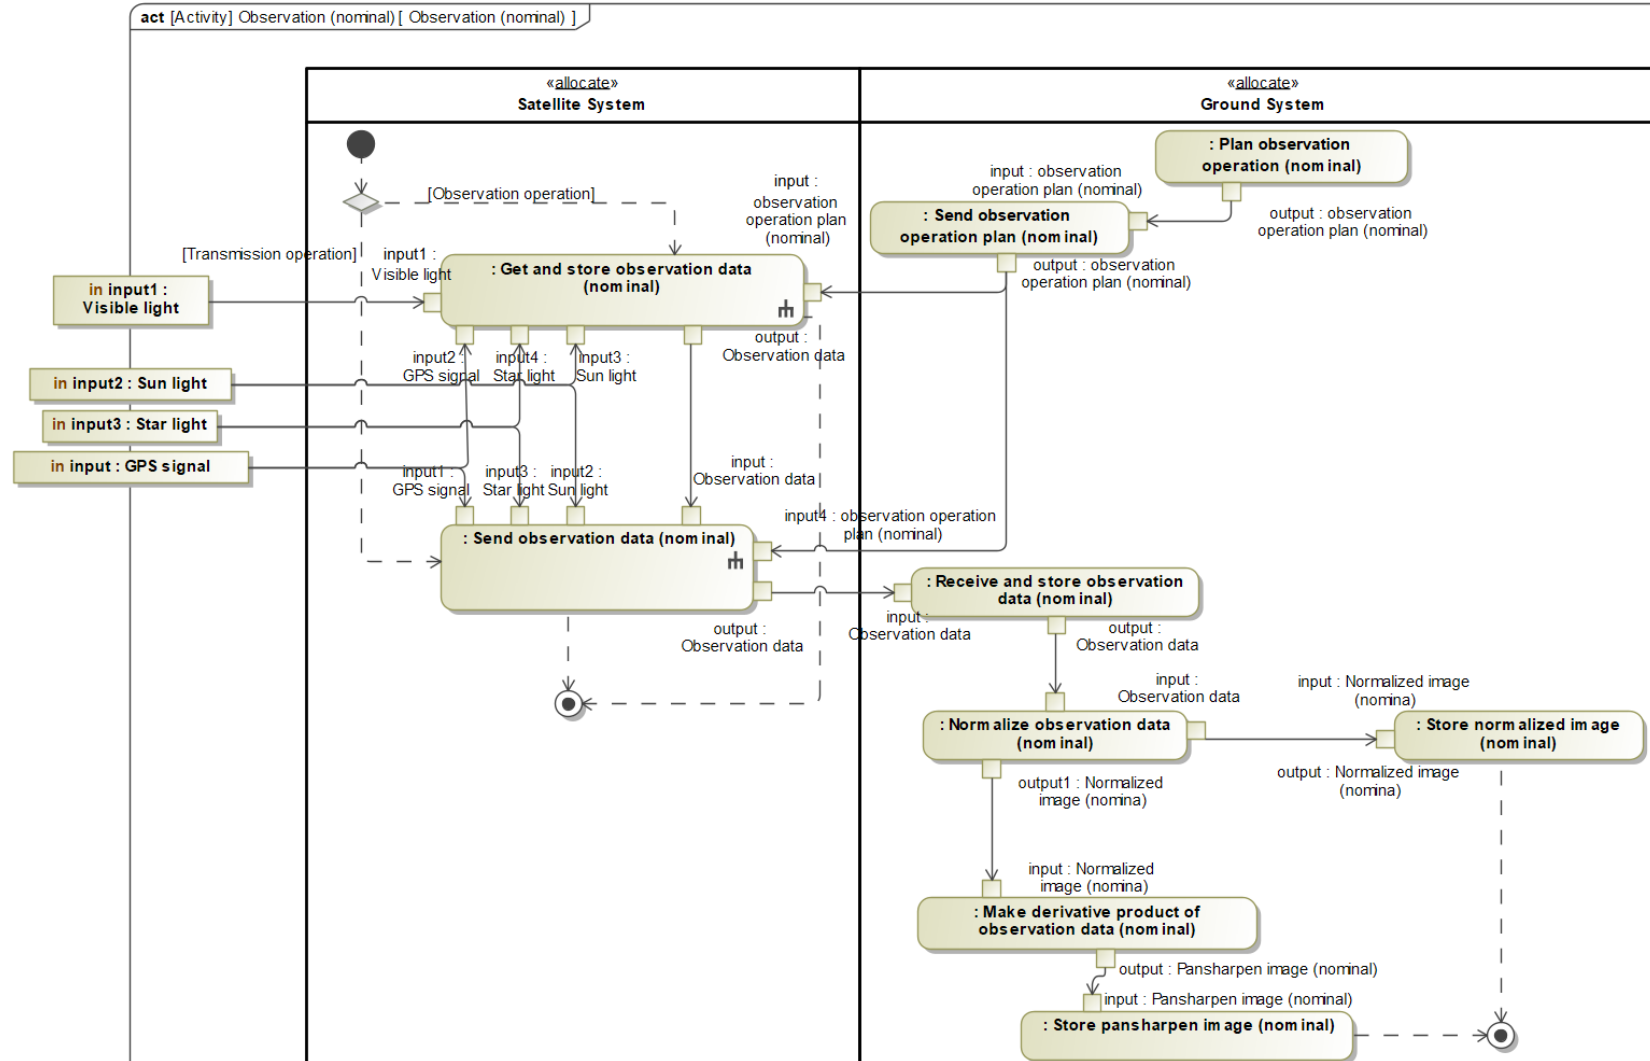 act [Activity] Observation (nominal) [ Observation (nominal) ]
«allocate»
Satellite System
«allocate»
Ground System
: Plan observation
operation (nominal)
input : observation
operation plan (nominal)
output : observation
operation plan (nominal)
: Send observation
operation plan (nominal)
output : observation
operation plan (nominal)
[Observation operation]
input :
observation
operation plan
(nominal)
[Transmission operation]
input1 :
Visible light
: Get and store observation data
(nominal)
in input1 :
Visible light
input2 :
GPS signal
input4 :
Star light
input3 :
Sun light
output :
Observation data
in input2 : Sun light
in input3 : Star light
in input : GPS signal
input1 :
GPS signal
input3 :
Star light
input2 :
Sun light
input :
Observation data
input4 : observation operation
plan (nominal)
: Send observation data (nominal)
output :
Observation data
input :
Observation data
: Receive and store observation
data (nominal)
output :
Observation data
input :
Observation data
input : Normalized image
(nomina)
: Normalize observation data
(nominal)
: Store normalized image
(nominal)
output1 : Normalized
image (nomina)
output : Normalized image
(nomina)
input : Normalized
image (nomina)
: Make derivative product of
observation data (nominal)
output : Pansharpen image (nominal)
input : Pansharpen image (nominal)
: Store pansharpen image (nominal)